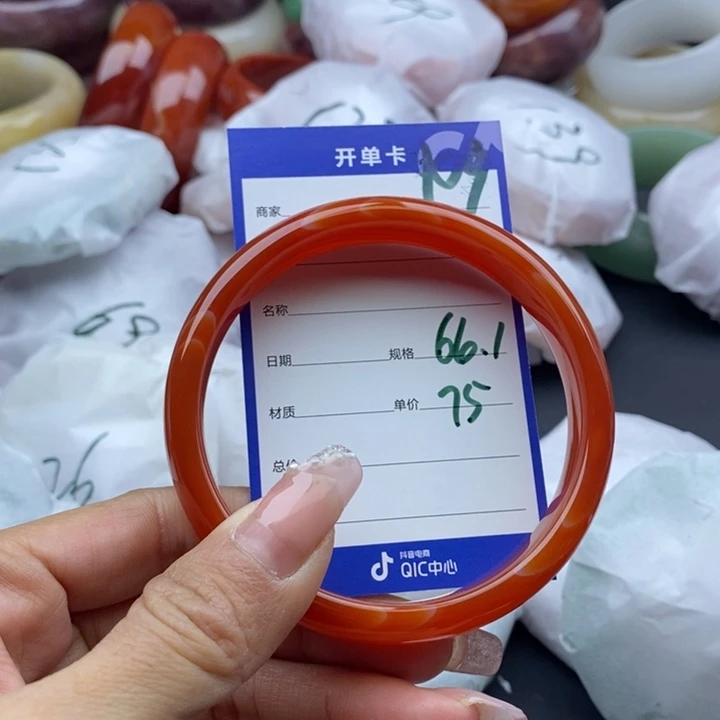 开单卡
109
商家
名称
日期 规格 66.1
材质 单价 75
总价
抖音电商
QIC中心